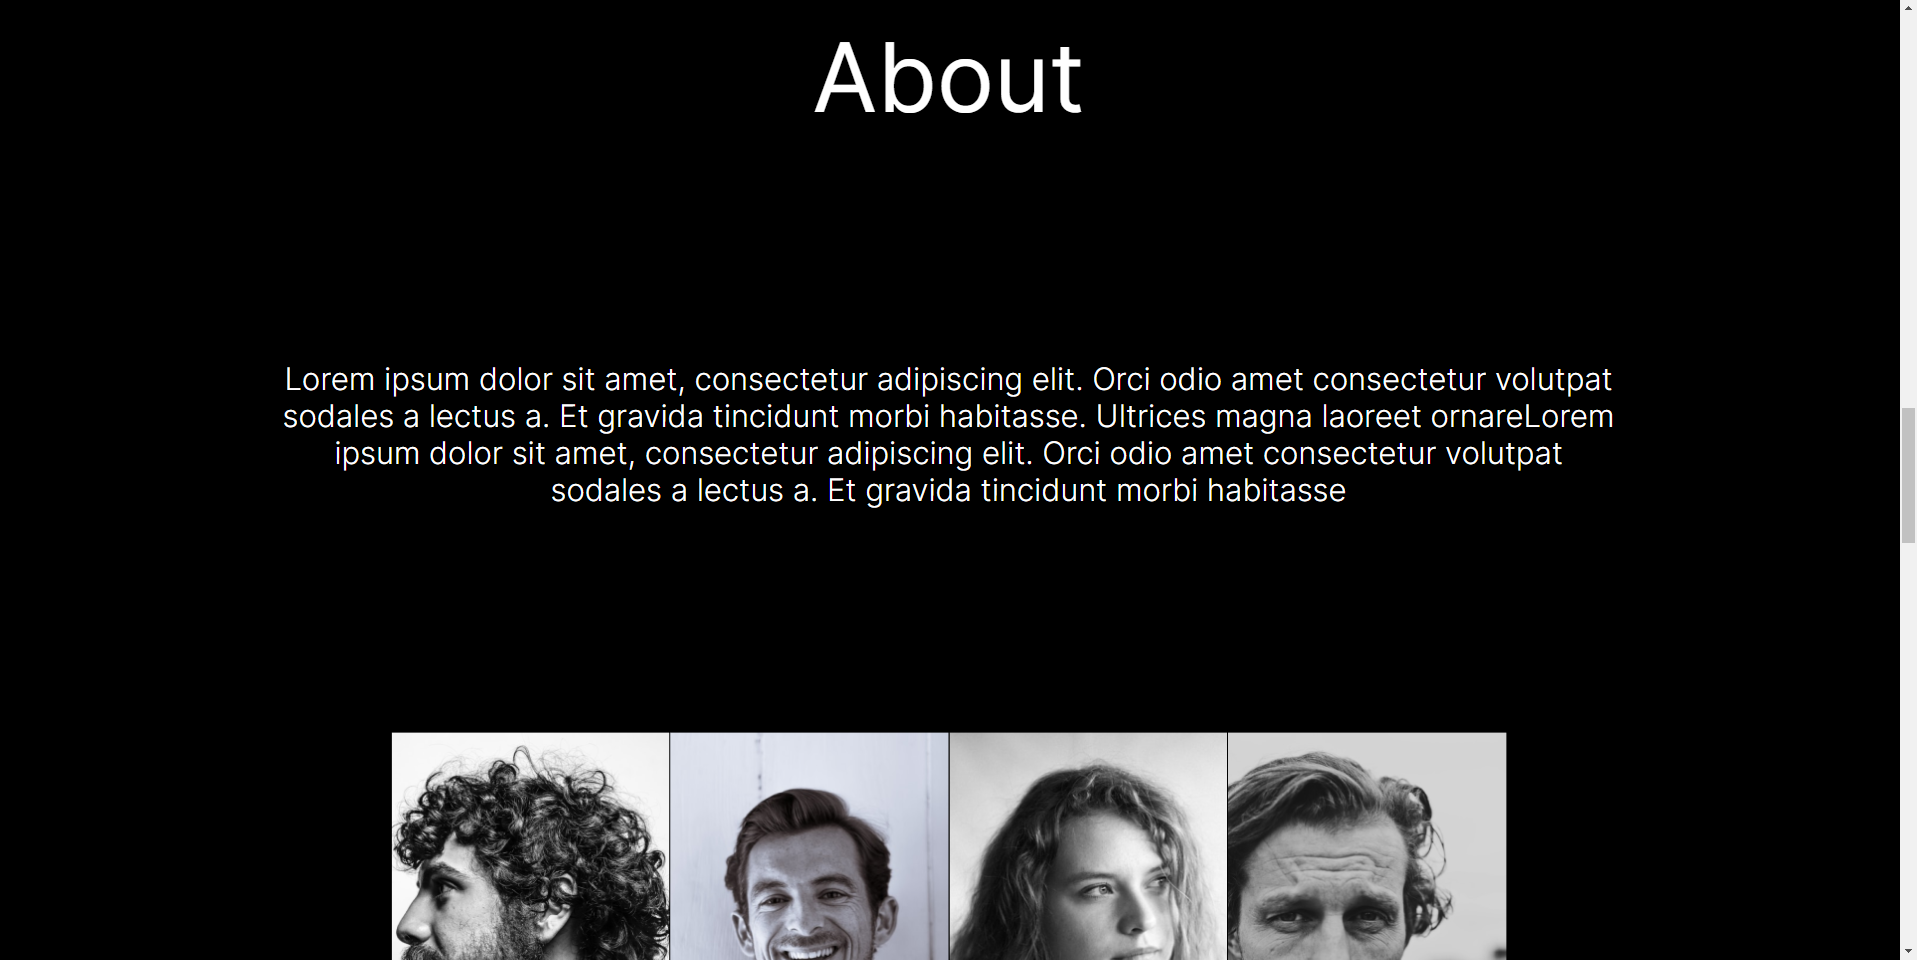 About
Lorem ipsum dolor sit amet, consectetur adipiscing elit. Orci odio amet consectetur volutpat
sodales a lectus a. Et gravida tincidunt morbi habitasse. Ultrices magna laoreet ornareLorem
ipsum dolor sit amet, consectetur adipiscing elit. Orci odio amet consectetur volutpat
sodales a lectus a. Et gravida tincidunt morbi habitasse